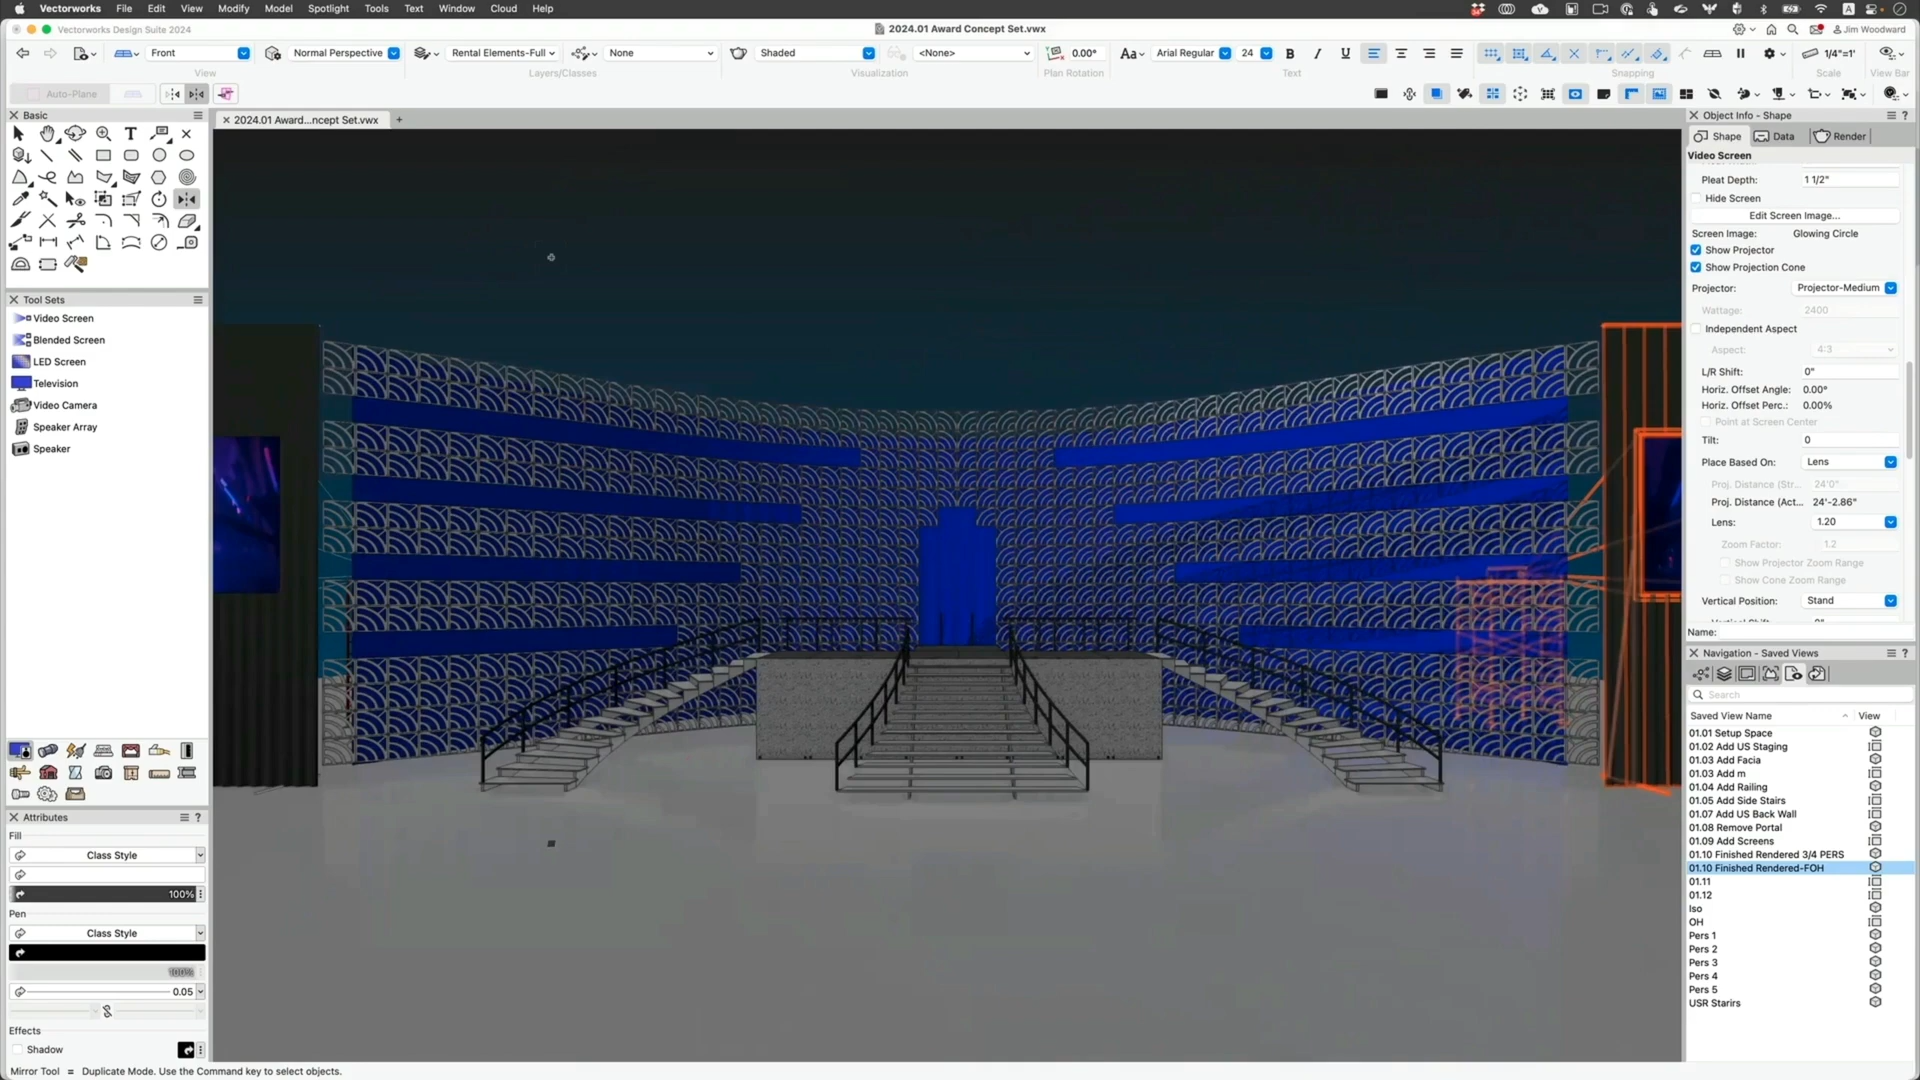 Vectorworks File Edit View Modify Model Spotlight Tools Text Window Cloud Help
Vectorworks Design Suite 2024
2024.01 Award Concept Set.vwx
Jim Woodward
Front
Normal Perspective
Rental Elements-Full
None
Shaded
<None>
0.00°
Aa
Arial Regular
24
B
I
U
1/4"=1'
View
Layers/Classes
Visualization
Plan Rotation
Text
Snapping
Scale
View Bar
Auto-Plane
Basic
2024.01 Award...ncept Set.vwx
Tool Sets
Video Screen
Blended Screen
LED Screen
Television
Video Camera
Speaker Array
Speaker
Attributes
Fill
Class Style
100%
Pen
Class Style
100%
0.05
Effects
Shadow
Mirror Tool = Duplicate Mode. Use the Command key to select objects.
Object Info - Shape
Shape
Data
Render
Video Screen
Pleat Depth: 1 1/2"
Hide Screen
Edit Screen Image...
Screen Image: Glowing Circle
Show Projector
Show Projection Cone
Projector: Projector-Medium
Wattage: 2400
Independent Aspect
Aspect: 4:3
L/R Shift: 0"
Horiz. Offset Angle: 0.00°
Horiz. Offset Perc.: 0.00%
Point at Screen Center
Tilt: 0
Place Based On: Lens
Proj. Distance (Str... 24'0"
Proj. Distance (Act... 24'-2.86"
Lens: 1.20
Zoom Factor: 1.2
Show Projector Zoom Range
Show Cone Zoom Range
Vertical Position: Stand
Name:
Navigation - Saved Views
Search
Saved View Name View
01.01 Setup Space
01.02 Add US Staging
01.03 Add Facia
01.03 Add m
01.04 Add Railing
01.05 Add Side Stairs
01.07 Add US Back Wall
01.08 Remove Portal
01.09 Add Screens
01.10 Finished Rendered 3/4 PERS
01.10 Finished Rendered-FOH
01.11
01.12
Iso
OH
Pers 1
Pers 2
Pers 3
Pers 4
Pers 5
USR Starirs